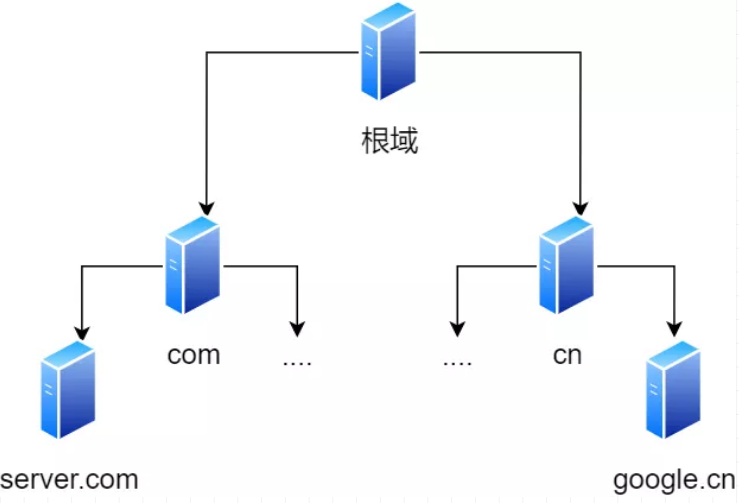 根域
com
....
....
cn
server.com
google.cn